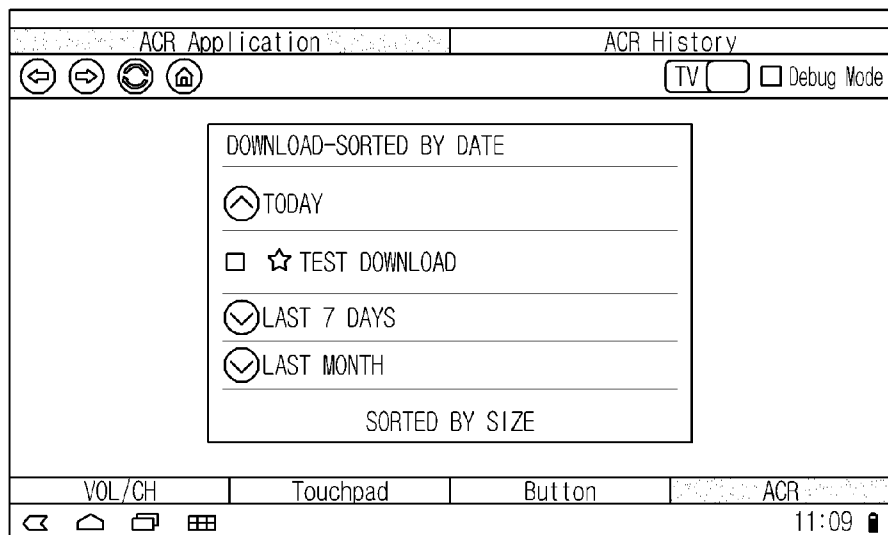 ACR Application ACR History
TV Debug Mode
DOWNLOAD-SORTED BY DATE
TODAY
TEST DOWNLOAD
LAST 7 DAYS
LAST MONTH
SORTED BY SIZE
VOL/CH Touchpad Button ACR
11:09